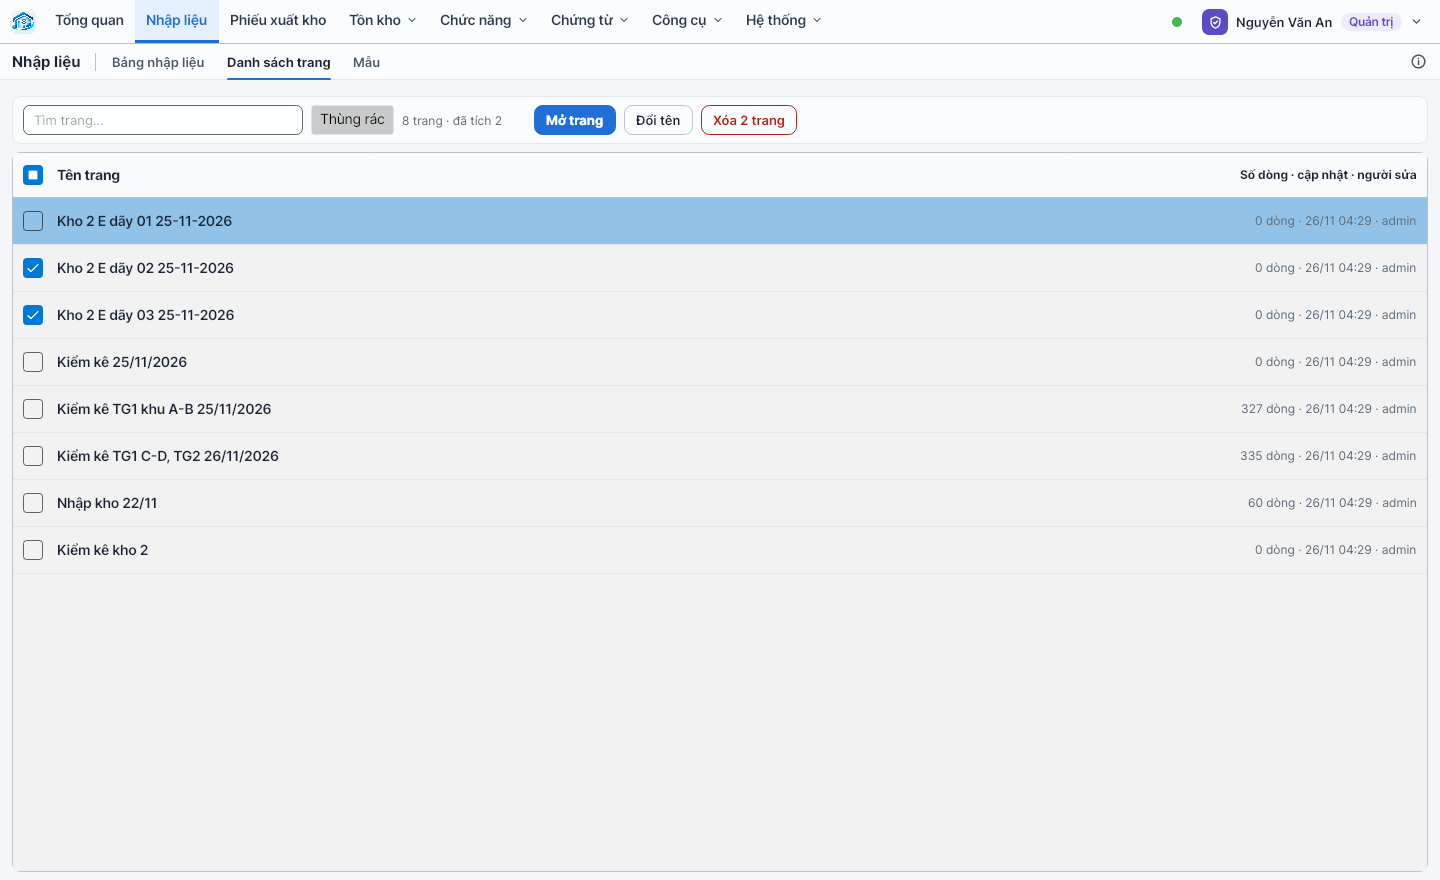 Tổng quan Nhập liệu Phiếu xuất kho Tồn kho Chức năng Chứng từ Công cụ Hệ thống Nguyễn Văn An Quản trị
Nhập liệu Bảng nhập liệu Danh sách trang Mẫu
Tìm trang... Thùng rác 8 trang · đã tích 2 Mở trang Đổi tên Xóa 2 trang
Tên trang Số dòng · cập nhật · người sửa
Kho 2 E dãy 01 25-11-2026 0 dòng · 26/11 04:29 · admin
Kho 2 E dãy 02 25-11-2026 0 dòng · 26/11 04:29 · admin
Kho 2 E dãy 03 25-11-2026 0 dòng · 26/11 04:29 · admin
Kiểm kê 25/11/2026 0 dòng · 26/11 04:29 · admin
Kiểm kê TG1 khu A-B 25/11/2026 327 dòng · 26/11 04:29 · admin
Kiểm kê TG1 C-D, TG2 26/11/2026 335 dòng · 26/11 04:29 · admin
Nhập kho 22/11 60 dòng · 26/11 04:29 · admin
Kiểm kê kho 2 0 dòng · 26/11 04:29 · admin